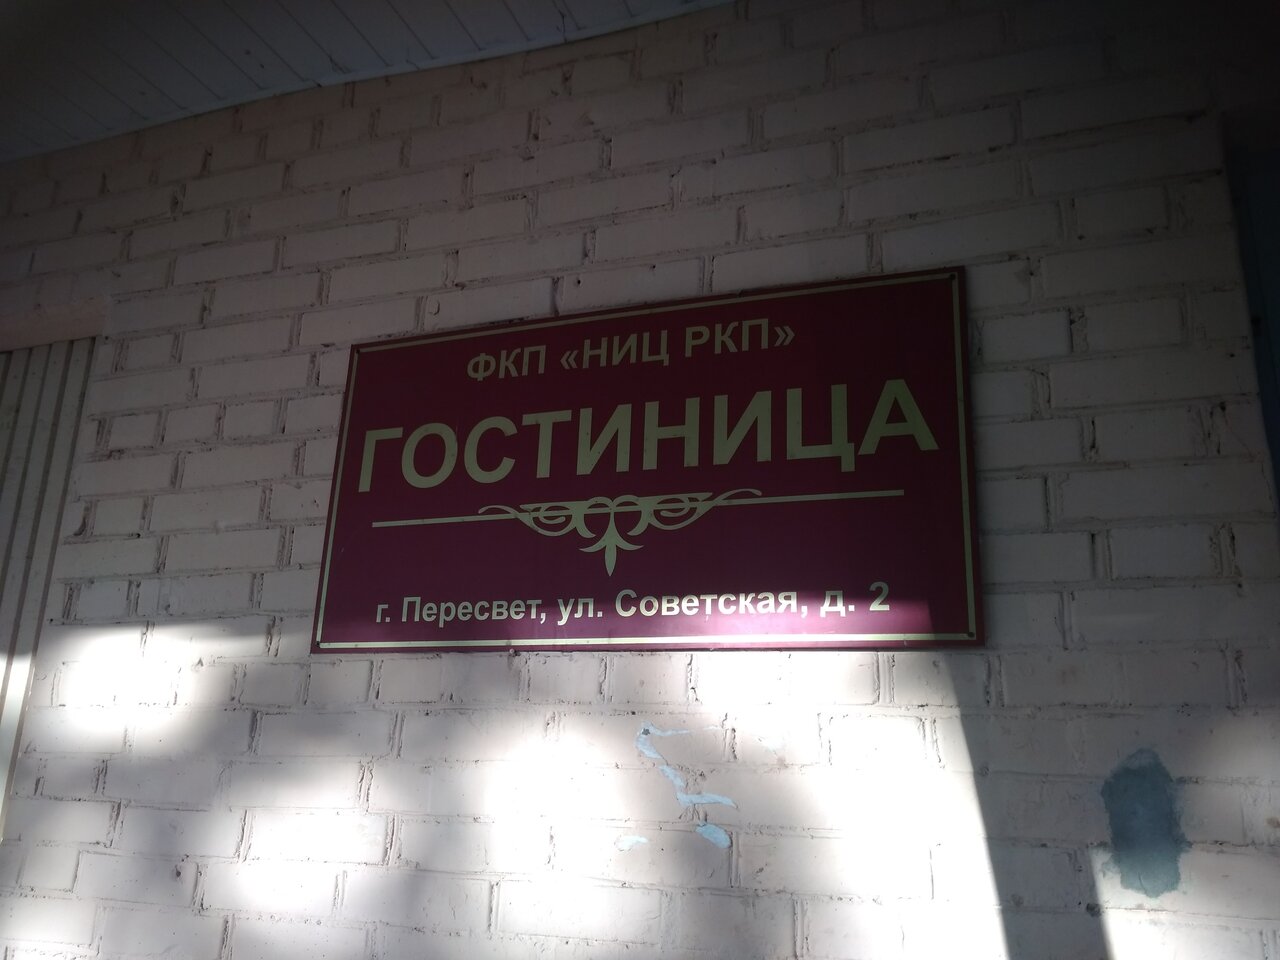 ФКП «НИЦ РКП»
ГОСТИНИЦА
г. Пересвет, ул. Советская, д. 2